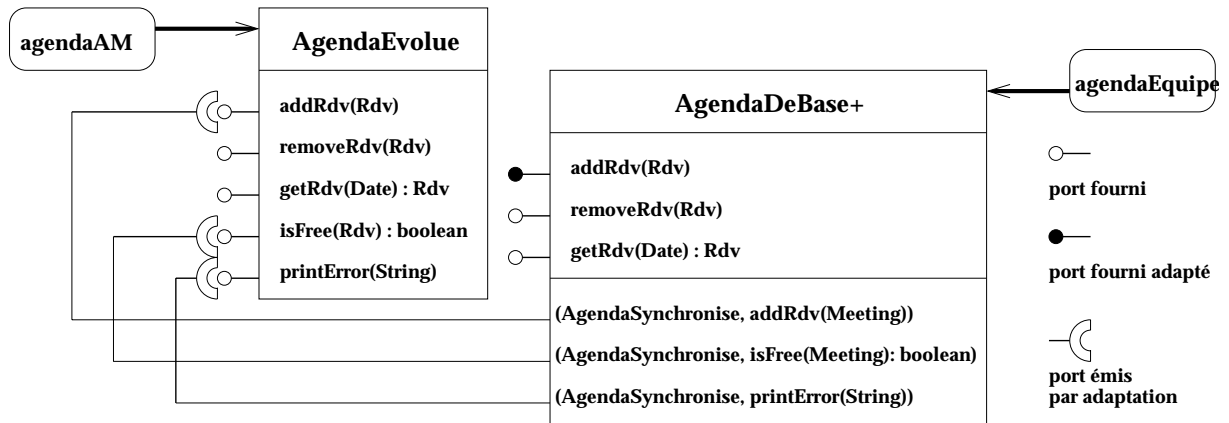 agendaAM
AgendaEvolue
addRdv(Rdv)
removeRdv(Rdv)
getRdv(Date) : Rdv
isFree(Rdv) : boolean
printError(String)
AgendaDeBase+
addRdv(Rdv)
removeRdv(Rdv)
getRdv(Date) : Rdv
(AgendaSynchronise, addRdv(Meeting))
(AgendaSynchronise, isFree(Meeting): boolean)
(AgendaSynchronise, printError(String))
agendaEquipe
port fourni
port fourni adapté
port émis
par adaptation